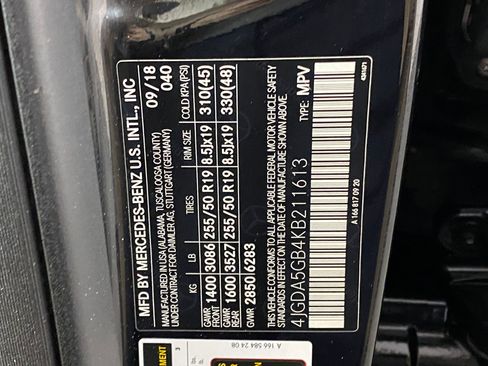 MFD BY MERCEDES-BENZ U.S. INTL., INC
MADE IN USA (ALABAMA, TUSCALOOSA COUNTY)
UNDER CONTRACT FOR DAIMLER AG, STUTTGART (GERMANY)
09/18
040
KG LB TIRES RIM SIZE COLD KPA(PSI)
GAWR FRONT 1400 3086 255/50 R19 8.5Jx19 310(45)
GAWR REAR 1600 3527 255/50 R19 8.5Jx19 330(48)
GVWR 2850 6283
THIS VEHICLE CONFORMS TO ALL APPLICABLE FEDERAL MOTOR VEHICLE SAFETY
STANDARDS IN EFFECT ON THE DATE OF MANUFACTURE SHOWN ABOVE.
4JGDA5GB4KB211613 TYPE: MPV
A 166 817 09 20
A 166 584 24 08
3